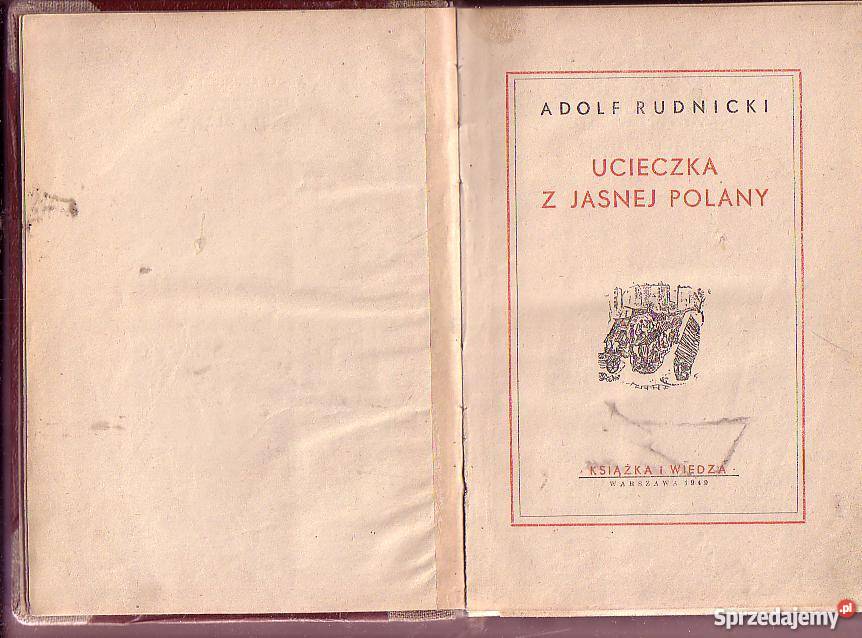 ADOLF RUDNICKI
UCIECZKA
Z JASNEJ POLANY
· KSIĄŻKA i WIEDZA ·
WARSZAWA 1949
Sprzedajemy.pl